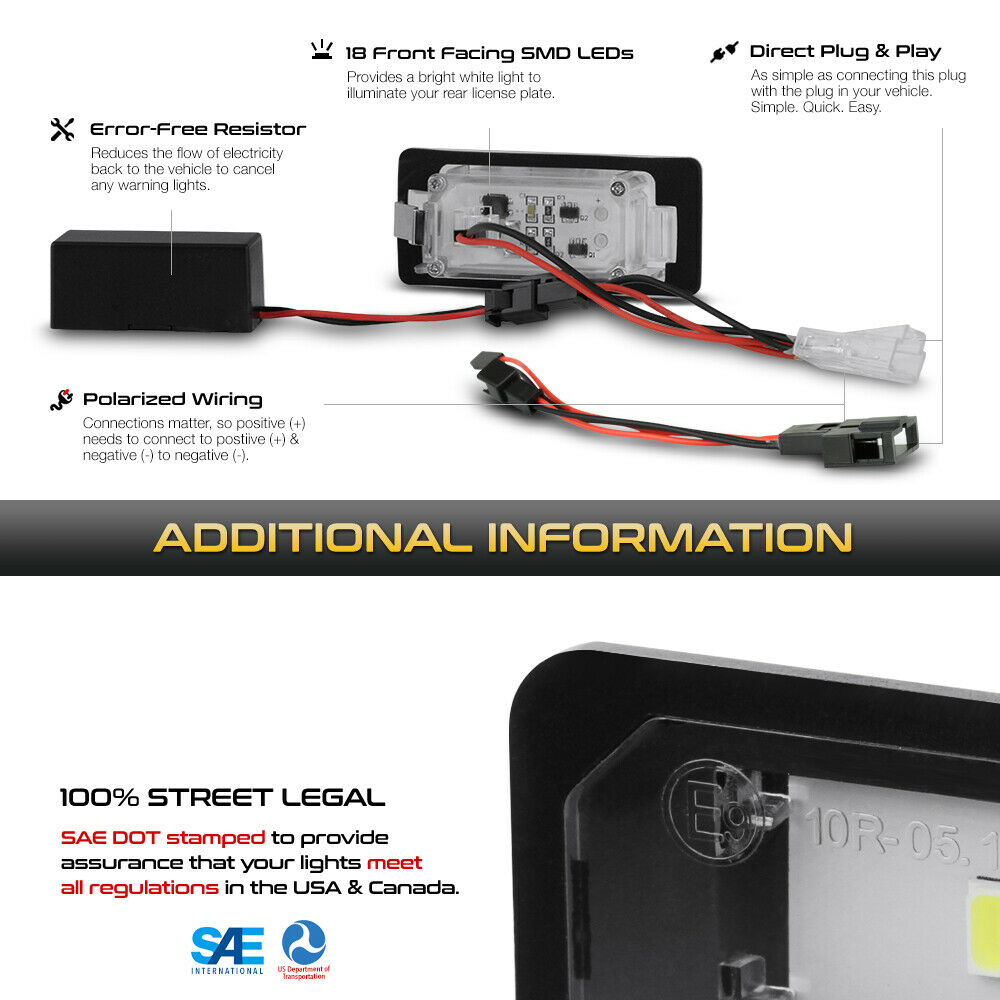 18 Front Facing SMD LEDs
Provides a bright white light to
illuminate your rear license plate.
Direct Plug & Play
As simple as connecting this plug
with the plug in your vehicle.
Simple. Quick. Easy.
Error-Free Resistor
Reduces the flow of electricity
back to the vehicle to cancel
any warning lights.
Polarized Wiring
Connections matter, so positive (+)
needs to connect to postiive (+) &
negative (-) to negative (-).
ADDITIONAL INFORMATION
100% STREET LEGAL
SAE DOT stamped to provide
assurance that your lights meet
all regulations in the USA & Canada.
SAE
INTERNATIONAL
US Department of
Transportation
E9
10R-05.1
Q2
Q1